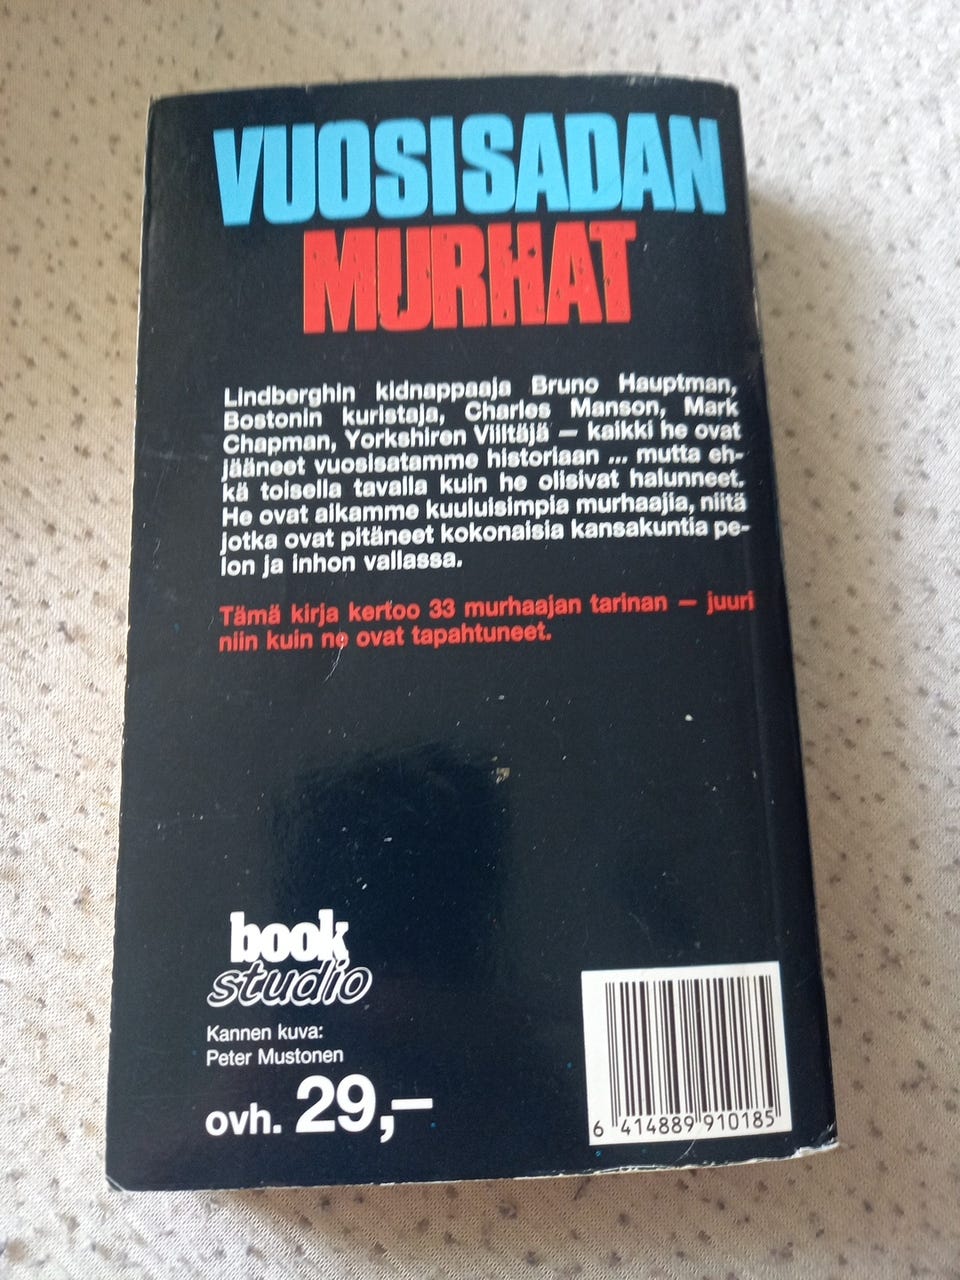 VUOSISADAN
MURHAT
Lindberghin kidnappaaja Bruno Hauptman,
Bostonin kuristaja, Charles Manson, Mark
Chapman, Yorkshiren Viiltäjä — kaikki he ovat
jääneet vuosisatamme historiaan ... mutta eh-
kä toisella tavalla kuin he olisivat halunneet.
He ovat aikamme kuuluisimpia murhaajia, niitä
jotka ovat pitäneet kokonaisia kansakuntia pe-
lon ja inhon vallassa.
Tämä kirja kertoo 33 murhaajan tarinan — juuri
niin kuin ne ovat tapahtuneet.
book
studio
Kannen kuva:
Peter Mustonen
ovh. 29,—
6 414889 910185